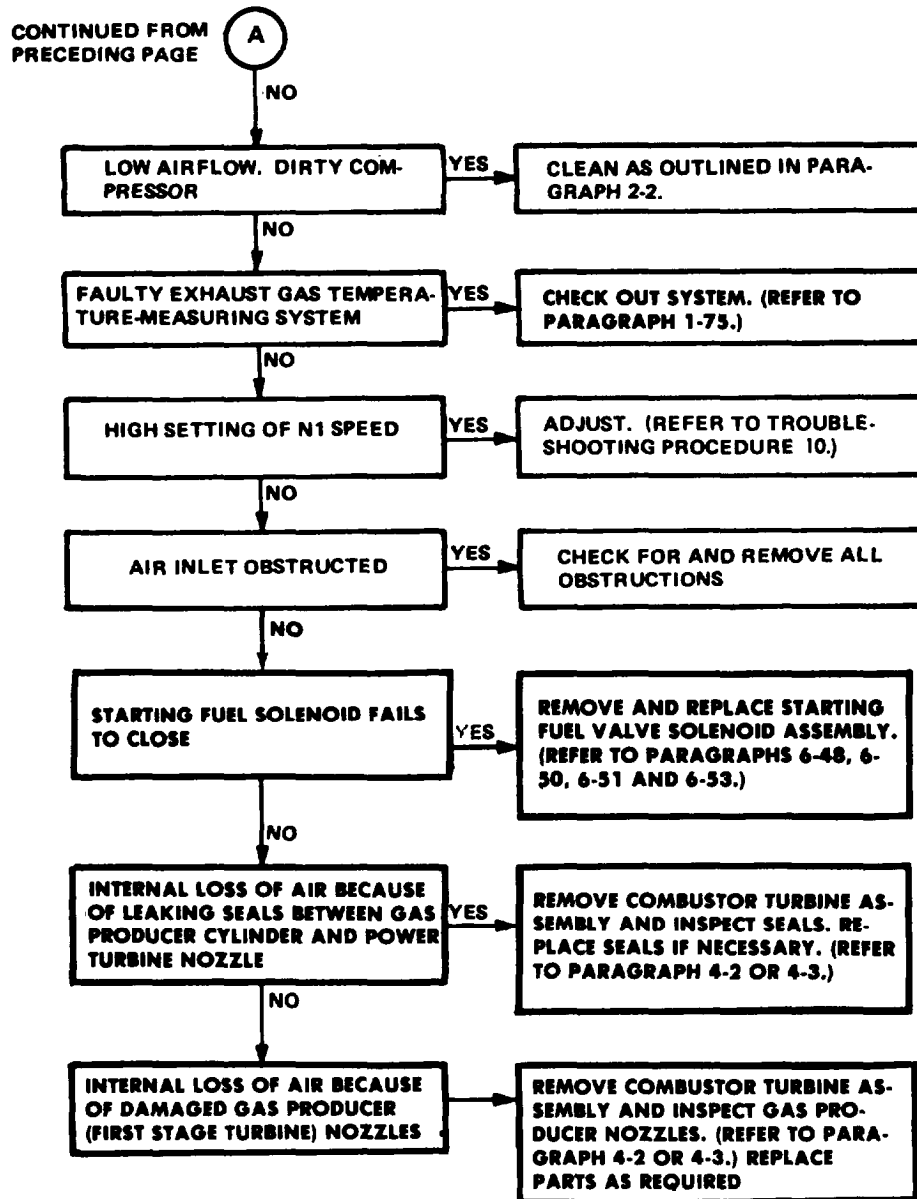 CONTINUED FROM
PRECEDING PAGE
A
NO
LOW AIRFLOW. DIRTY COM-
PRESSOR
YES
CLEAN AS OUTLINED IN PARA-
GRAPH 2-2.
NO
FAULTY EXHAUST GAS TEMPERA-
TURE-MEASURING SYSTEM
YES
CHECK OUT SYSTEM. (REFER TO
PARAGRAPH 1-75.)
NO
HIGH SETTING OF N1 SPEED
YES
ADJUST. (REFER TO TROUBLE-
SHOOTING PROCEDURE 10.)
NO
AIR INLET OBSTRUCTED
YES
CHECK FOR AND REMOVE ALL
OBSTRUCTIONS
NO
STARTING FUEL SOLENOID FAILS
TO CLOSE
YES
REMOVE AND REPLACE STARTING
FUEL VALVE SOLENOID ASSEMBLY.
(REFER TO PARAGRAPHS 6-48, 6-
50, 6-51 AND 6-53.)
NO
INTERNAL LOSS OF AIR BECAUSE
OF LEAKING SEALS BETWEEN GAS
PRODUCER CYLINDER AND POWER
TURBINE NOZZLE
YES
REMOVE COMBUSTOR TURBINE AS-
SEMBLY AND INSPECT SEALS. RE-
PLACE SEALS IF NECESSARY. (REFER
TO PARAGRAPH 4-2 OR 4-3.)
NO
INTERNAL LOSS OF AIR BECAUSE
OF DAMAGED GAS PRODUCER
(FIRST STAGE TURBINE) NOZZLES.
REMOVE COMBUSTOR TURBINE AS-
SEMBLY AND INSPECT GAS PRO-
DUCER NOZZLES. (REFER TO PARA-
GRAPH 4-2 OR 4-3.) REPLACE
PARTS AS REQUIRED